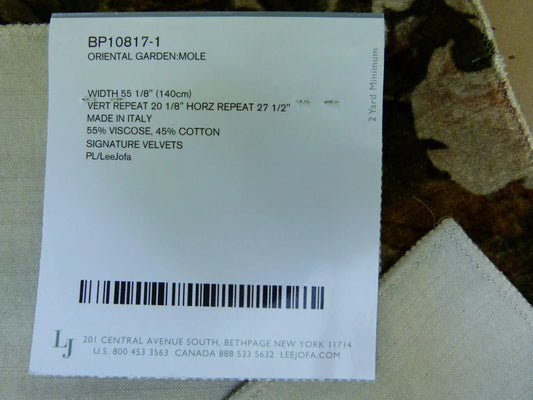 BP10817-1
ORIENTAL GARDEN:MOLE
WIDTH 55 1/8" (140cm)
VERT REPEAT 20 1/8" HORZ REPEAT 27 1/2"
MADE IN ITALY
55% VISCOSE, 45% COTTON
SIGNATURE VELVETS
PL/LeeJofa
2 Yard Minimum
LJ
201 CENTRAL AVENUE SOUTH, BETHPAGE NEW YORK 11714
U.S. 800 453 3563 CANADA 888 533 5632 LEEJOFA.COM